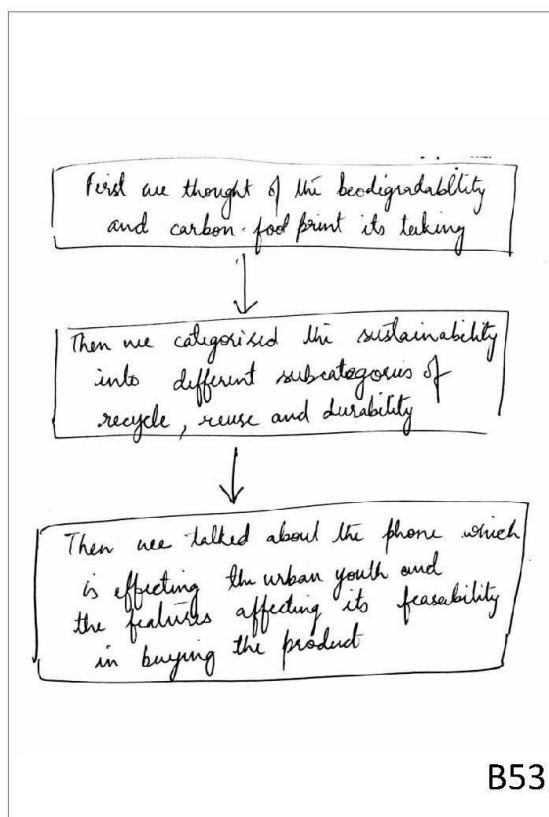 First we thought of the beodigradability
and carbon foot print its taking
Then we categorised the sustainability
into different subcategories of
recycle, reuse and durability
Then we talked about the phone which
is effecting the urban youth and
the features affecting its feasability
in buying the product
B53